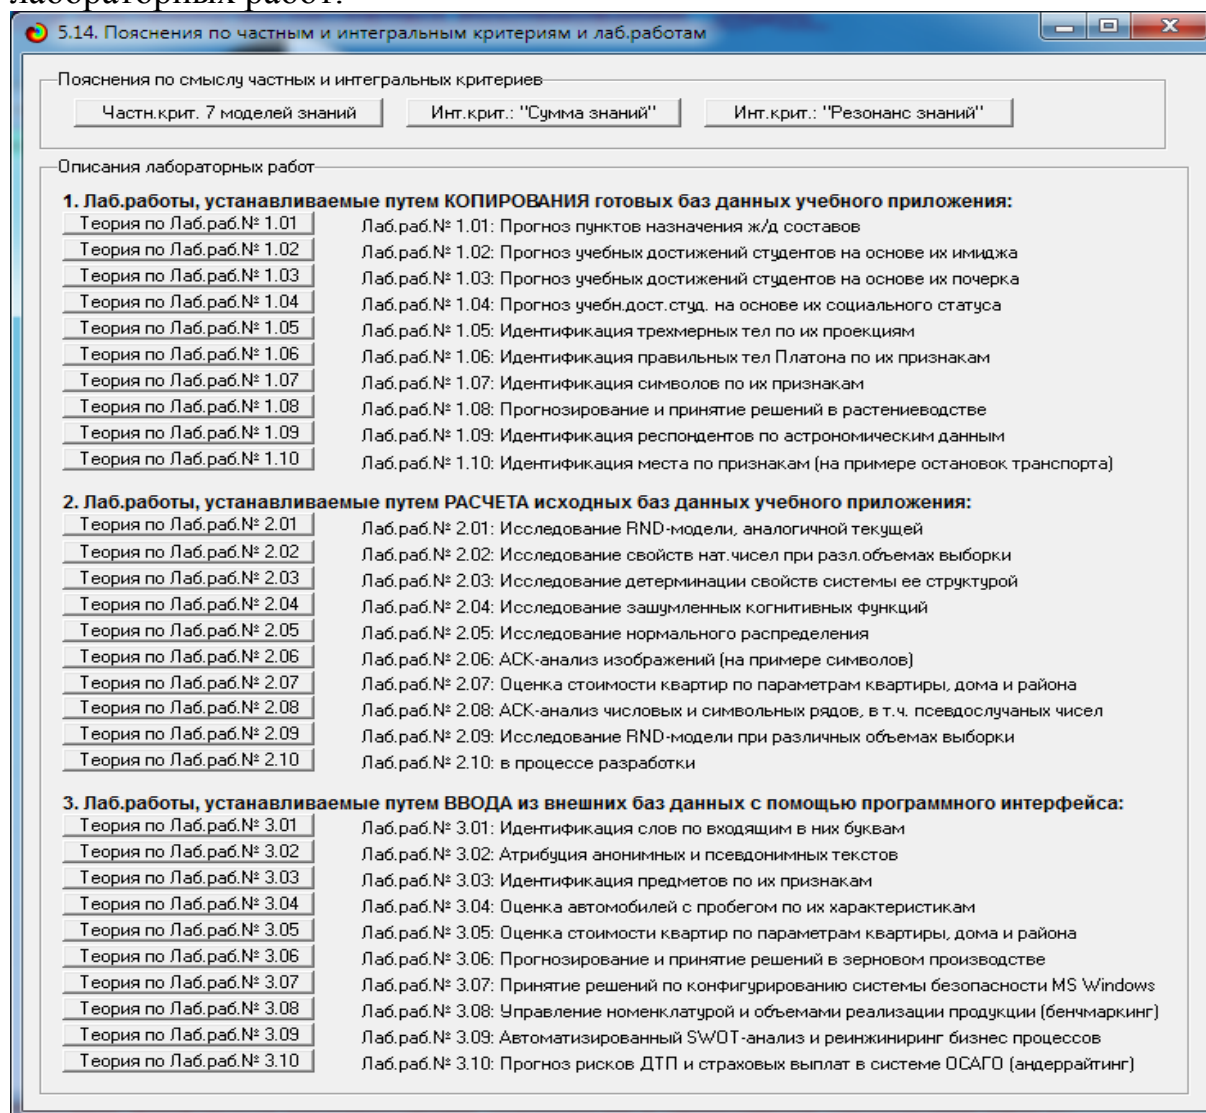 лабораторных работ.
5.14. Пояснения по частным и интегральным критериям и лаб.работам
Пояснения по смыслу частных и интегральных критериев
Частн.крит. 7 моделей знаний Инт.крит.: "Сумма знаний" Инт.крит.: "Резонанс знаний"
Описания лабораторных работ
1. Лаб.работы, устанавливаемые путем КОПИРОВАНИЯ готовых баз данных учебного приложения:
Теория по Лаб.раб.№ 1.01 Лаб.раб.№ 1.01: Прогноз пунктов назначения ж/д составов
Теория по Лаб.раб.№ 1.02 Лаб.раб.№ 1.02: Прогноз учебных достижений студентов на основе их имиджа
Теория по Лаб.раб.№ 1.03 Лаб.раб.№ 1.03: Прогноз учебных достижений студентов на основе их почерка
Теория по Лаб.раб.№ 1.04 Лаб.раб.№ 1.04: Прогноз учебн.дост.студ. на основе их социального статуса
Теория по Лаб.раб.№ 1.05 Лаб.раб.№ 1.05: Идентификация трехмерных тел по их проекциям
Теория по Лаб.раб.№ 1.06 Лаб.раб.№ 1.06: Идентификация правильных тел Платона по их признакам
Теория по Лаб.раб.№ 1.07 Лаб.раб.№ 1.07: Идентификация символов по их признакам
Теория по Лаб.раб.№ 1.08 Лаб.раб.№ 1.08: Прогнозирование и принятие решений в растениеводстве
Теория по Лаб.раб.№ 1.09 Лаб.раб.№ 1.09: Идентификация респондентов по астрономическим данным
Теория по Лаб.раб.№ 1.10 Лаб.раб.№ 1.10: Идентификация места по признакам (на примере остановок транспорта)
2. Лаб.работы, устанавливаемые путем РАСЧЕТА исходных баз данных учебного приложения:
Теория по Лаб.раб.№ 2.01 Лаб.раб.№ 2.01: Исследование RND-модели, аналогичной текущей
Теория по Лаб.раб.№ 2.02 Лаб.раб.№ 2.02: Исследование свойств нат.чисел при разл.объемах выборки
Теория по Лаб.раб.№ 2.03 Лаб.раб.№ 2.03: Исследование детерминации свойств системы ее структурой
Теория по Лаб.раб.№ 2.04 Лаб.раб.№ 2.04: Исследование зашумленных когнитивных функций
Теория по Лаб.раб.№ 2.05 Лаб.раб.№ 2.05: Исследование нормального распределения
Теория по Лаб.раб.№ 2.06 Лаб.раб.№ 2.06: АСК-анализ изображений (на примере символов)
Теория по Лаб.раб.№ 2.07 Лаб.раб.№ 2.07: Оценка стоимости квартир по параметрам квартиры, дома и района
Теория по Лаб.раб.№ 2.08 Лаб.раб.№ 2.08: АСК-анализ числовых и символьных рядов, в т.ч. псевдослучаных чисел
Теория по Лаб.раб.№ 2.09 Лаб.раб.№ 2.09: Исследование RND-модели при различных объемах выборки
Теория по Лаб.раб.№ 2.10 Лаб.раб.№ 2.10: в процессе разработки
3. Лаб.работы, устанавливаемые путем ВВОДА из внешних баз данных с помощью программного интерфейса:
Теория по Лаб.раб.№ 3.01 Лаб.раб.№ 3.01: Идентификация слов по входящим в них буквам
Теория по Лаб.раб.№ 3.02 Лаб.раб.№ 3.02: Атрибуция анонимных и псевдонимных текстов
Теория по Лаб.раб.№ 3.03 Лаб.раб.№ 3.03: Идентификация предметов по их признакам
Теория по Лаб.раб.№ 3.04 Лаб.раб.№ 3.04: Оценка автомобилей с пробегом по их характеристикам
Теория по Лаб.раб.№ 3.05 Лаб.раб.№ 3.05: Оценка стоимости квартир по параметрам квартиры, дома и района
Теория по Лаб.раб.№ 3.06 Лаб.раб.№ 3.06: Прогнозирование и принятие решений в зерновом производстве
Теория по Лаб.раб.№ 3.07 Лаб.раб.№ 3.07: Принятие решений по конфигурированию системы безопасности MS Windows
Теория по Лаб.раб.№ 3.08 Лаб.раб.№ 3.08: Управление номенклатурой и объемами реализации продукции (бенчмаркинг)
Теория по Лаб.раб.№ 3.09 Лаб.раб.№ 3.09: Автоматизированный SWOT-анализ и реинжиниринг бизнес процессов
Теория по Лаб.раб.№ 3.10 Лаб.раб.№ 3.10: Прогноз рисков ДТП и страховых выплат в системе ОСАГО (андеррайтинг)